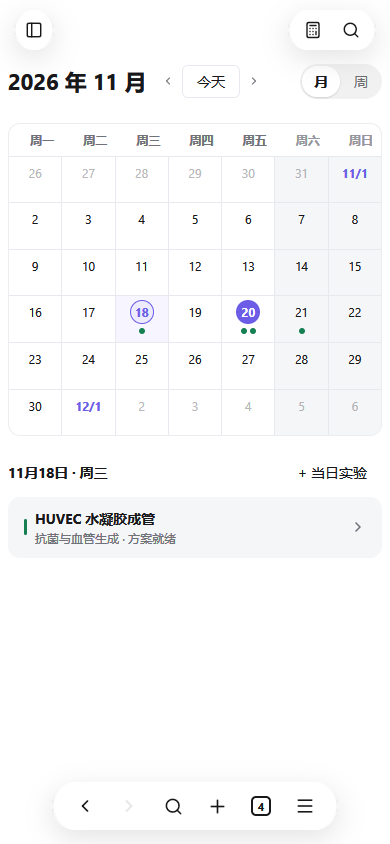 2026 年 11 月
今天
月 周
周一 周二 周三 周四 周五 周六 周日
26 27 28 29 30 31 11/1
2 3 4 5 6 7 8
9 10 11 12 13 14 15
16 17 18 19 20 21 22
23 24 25 26 27 28 29
30 12/1 2 3 4 5 6
11月18日 · 周三 + 当日实验
HUVEC 水凝胶成管
抗菌与血管生成 · 方案就绪
4